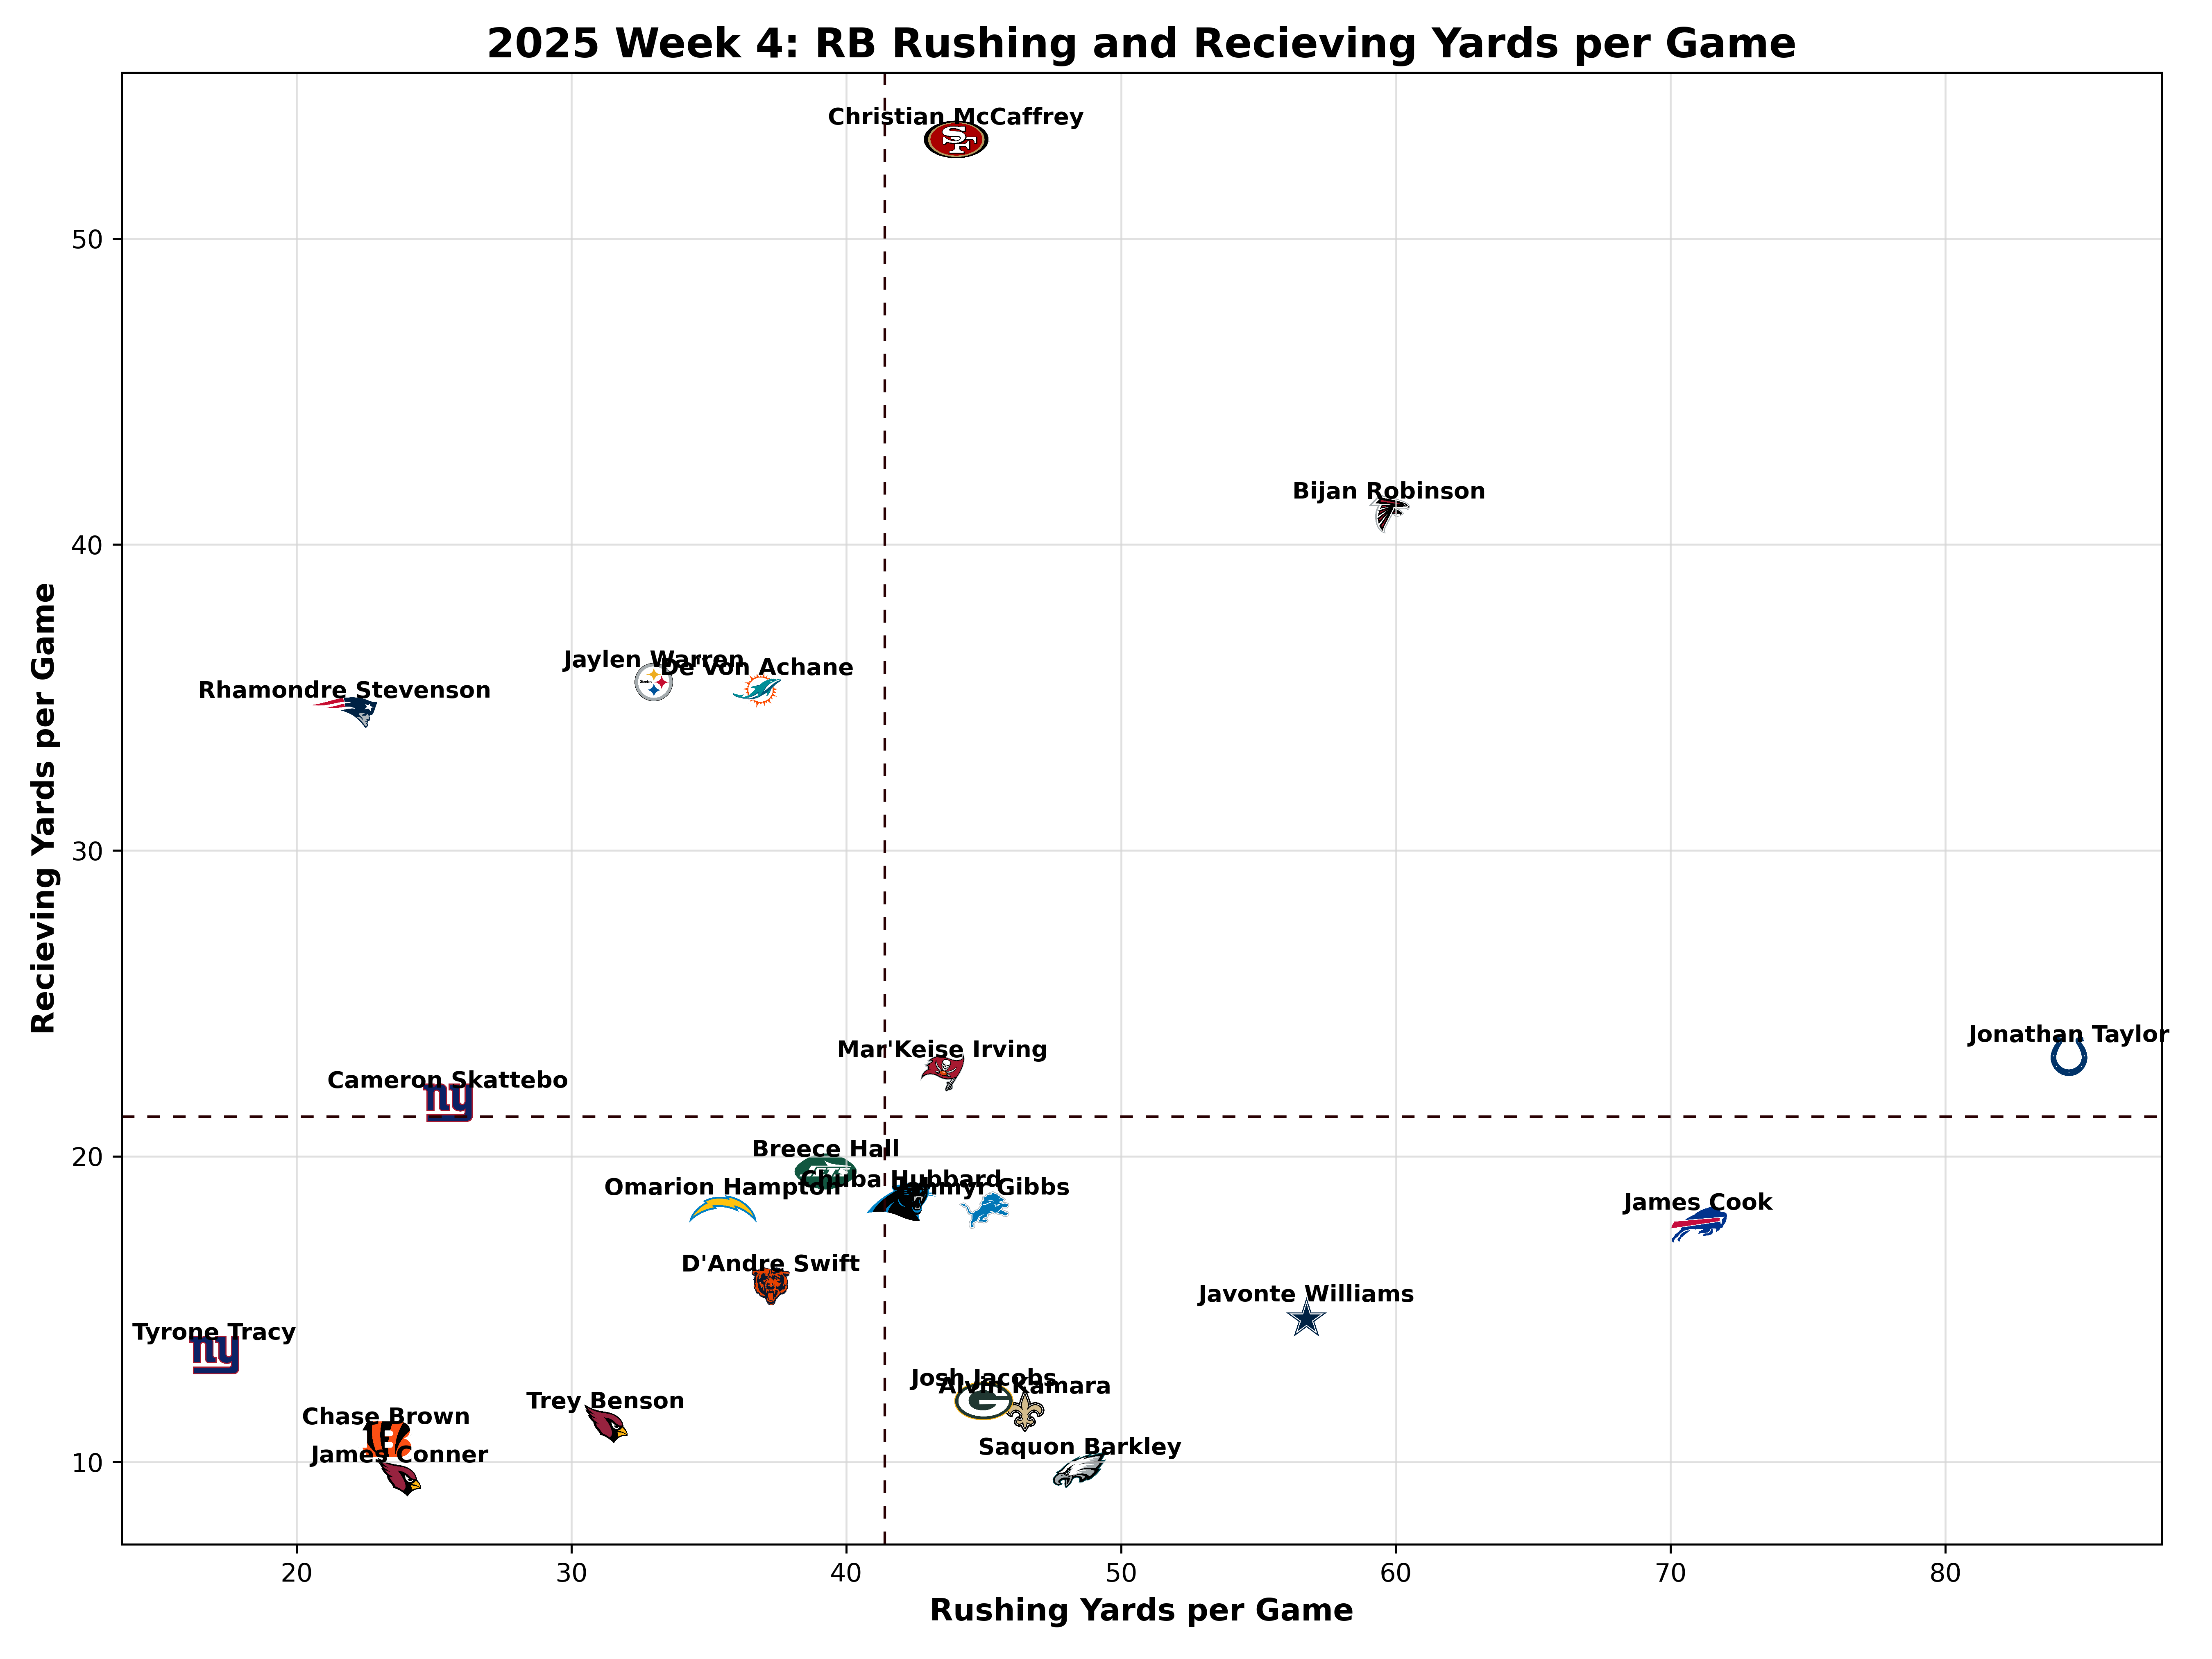 2025 Week 4: RB Rushing and Recieving Yards per Game
Christian McCaffrey
SF
50
Bijan Robinson
40
Jaylen Warren
De'Von Achane
Rhamondre Stevenson
30
Recieving Yards per Game
Jonathan Taylor
Mar'Keise Irving
Cameron Skattebo
ny
20
Breece Hall
Chuba Hubbard
Omarion Hampton
Jahmyr Gibbs
James Cook
D'Andre Swift
Javonte Williams
Tyrone Tracy
ny
Josh Jacobs
Alvin Kamara
G
Trey Benson
Chase Brown
B
James Conner
Saquon Barkley
10
20
30
40
50
60
70
80
Rushing Yards per Game